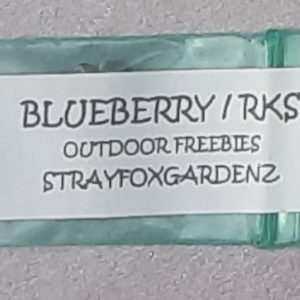 BLUEBERRY / RKS
OUTDOOR FREEBIES
STRAYFOXGARDENZ